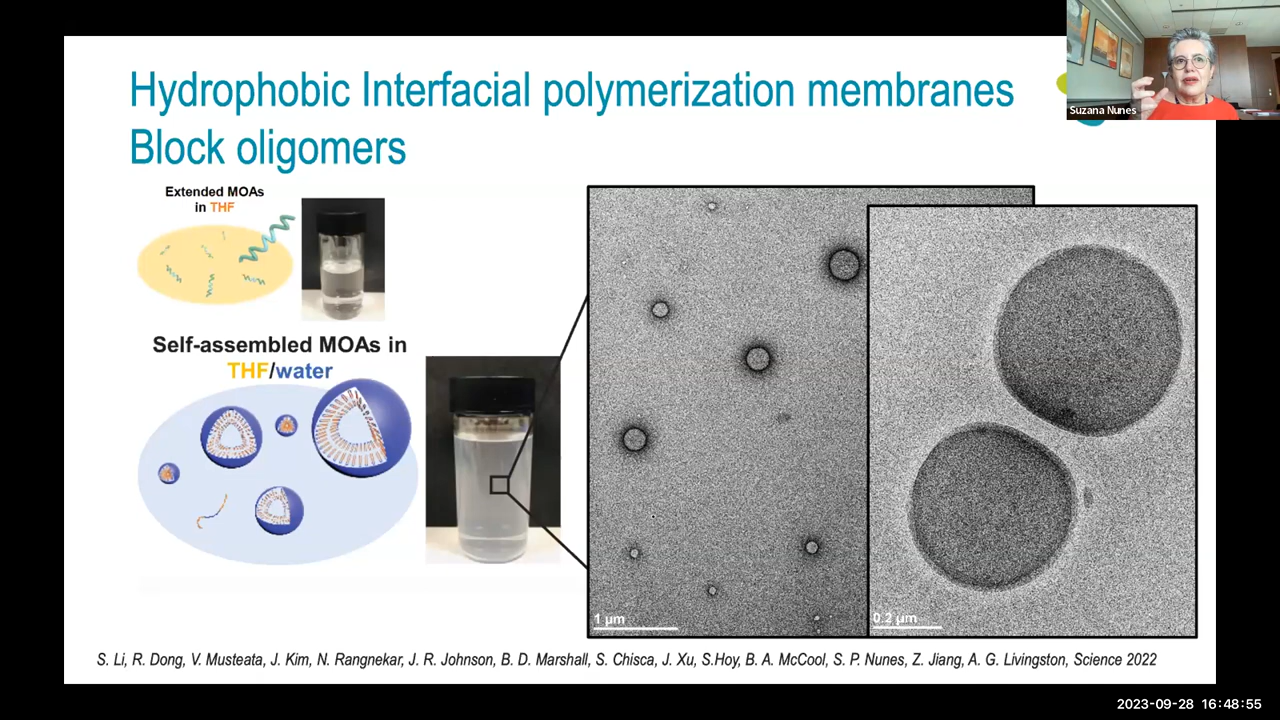 Hydrophobic Interfacial polymerization membranes
Block oligomers
Suzana Nunes
Extended MOAs
in THF
Self-assembled MOAs in
THF/water
1 µm
0.2 µm
S. Li, R. Dong, V. Musteata, J. Kim, N. Rangnekar, J. R. Johnson, B. D. Marshall, S. Chisca, J. Xu, S.Hoy, B. A. McCool, S. P. Nunes, Z. Jiang, A. G. Livingston, Science 2022
2023-09-28 16:48:55